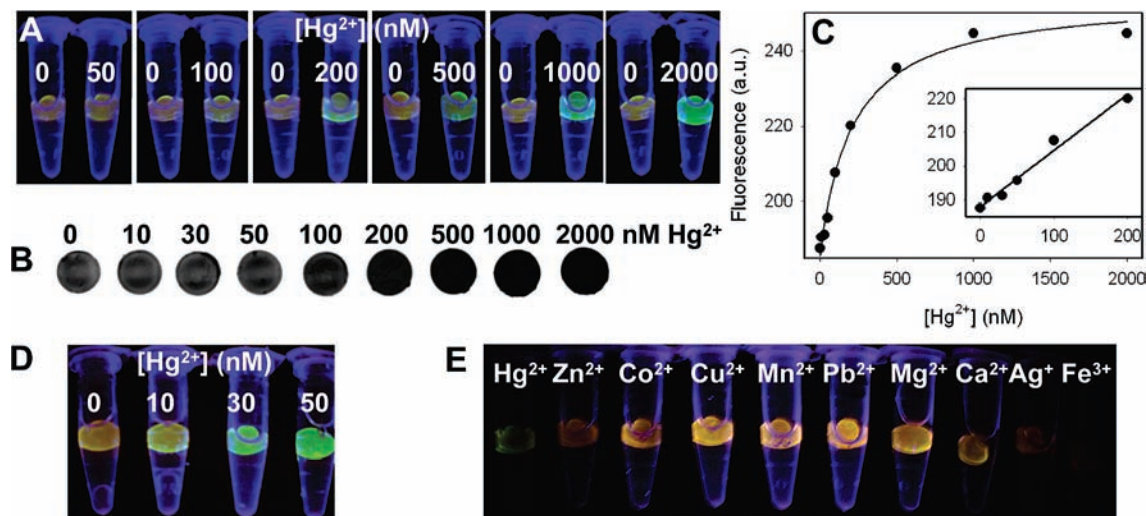 A
[Hg²⁺] (nM)
0 50 0 100 0 200 0 500 0 1000 0 2000
B
0 10 30 50 100 200 500 1000 2000 nM Hg²⁺
C
Fluorescence (a.u.)
240
220
200
0 500 1000 1500 2000
[Hg²⁺] (nM)
220
210
200
190
0 100 200
D
[Hg²⁺] (nM)
0 10 30 50
E
Hg²⁺ Zn²⁺ Co²⁺ Cu²⁺ Mn²⁺ Pb²⁺ Mg²⁺ Ca²⁺ Ag⁺ Fe³⁺